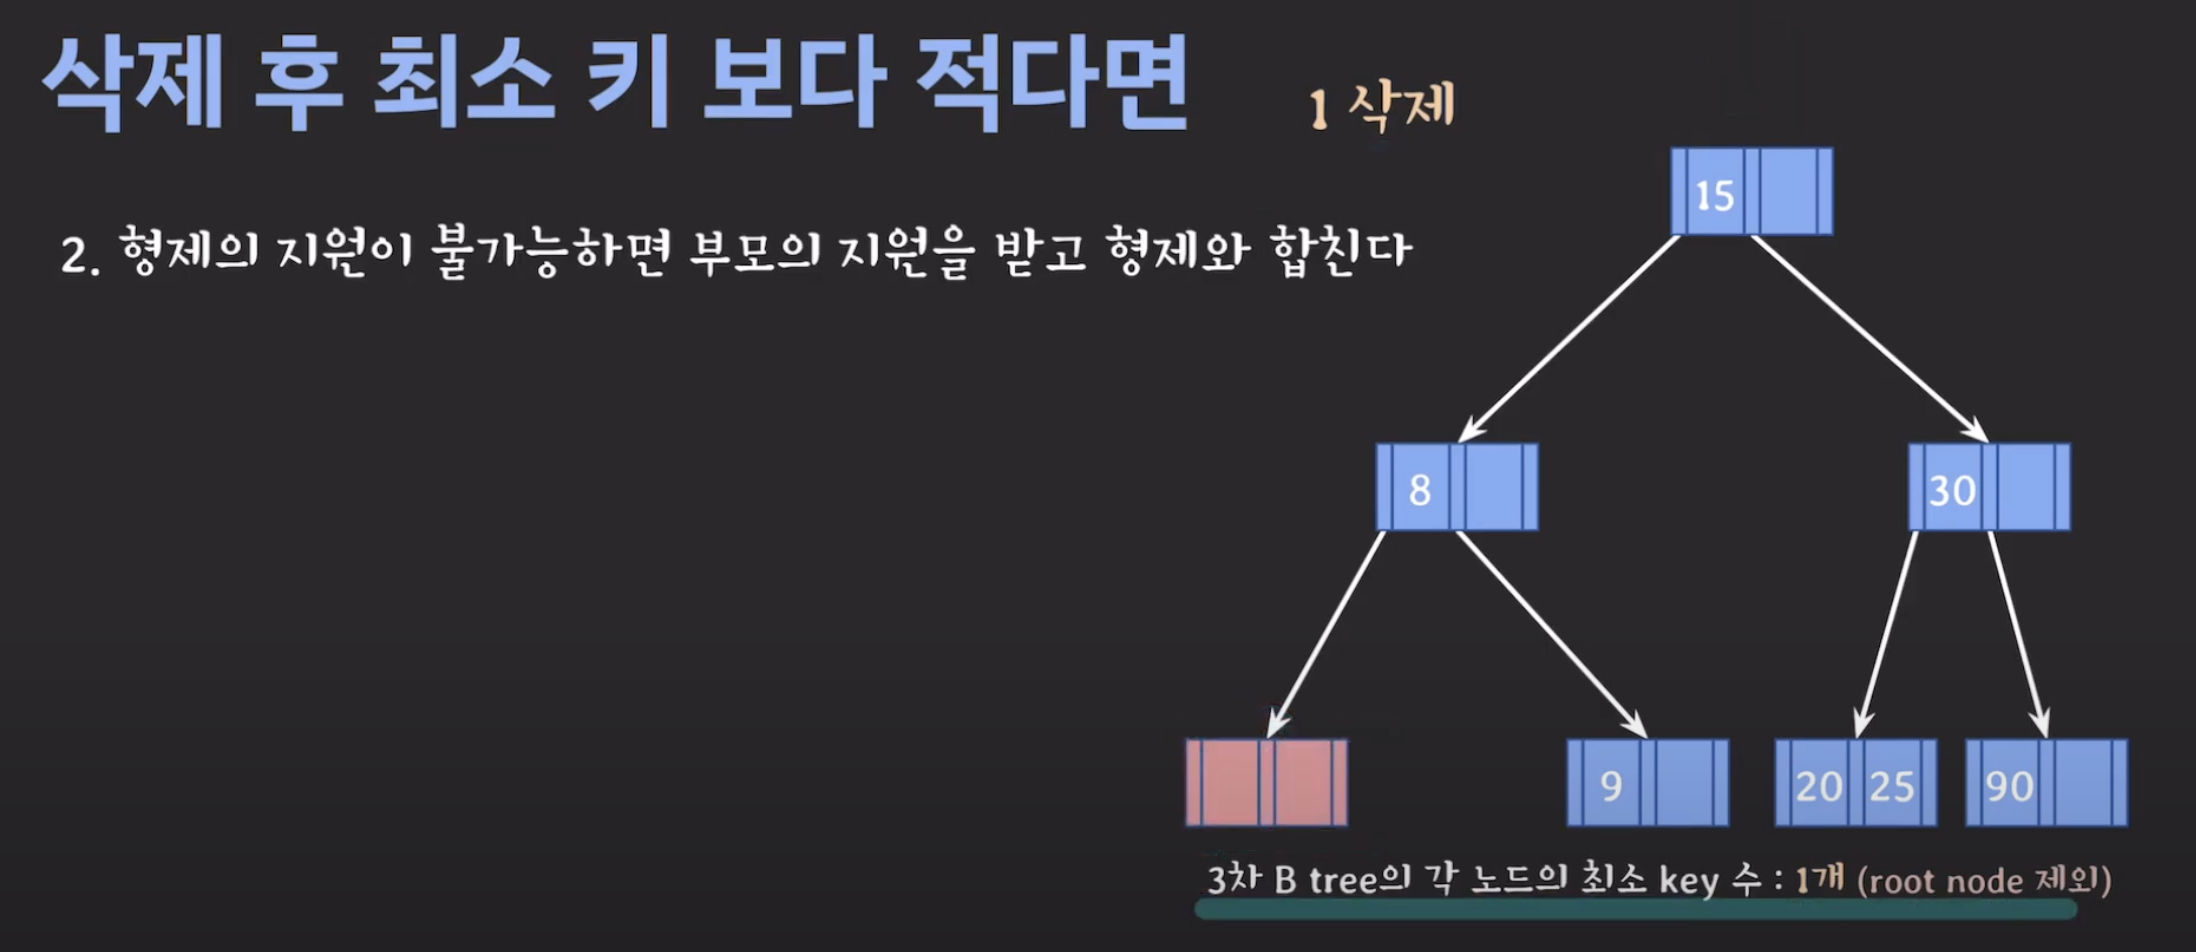 삭제 후 최소 키 보다 적다면
1 삭제
2. 형제의 지원이 불가능하면 부모의 지원을 받고 형제와 합친다
15
8
30
9
20 25
90
3차 B tree의 각 노드의 최소 key 수 : 1개 (root node 제외)